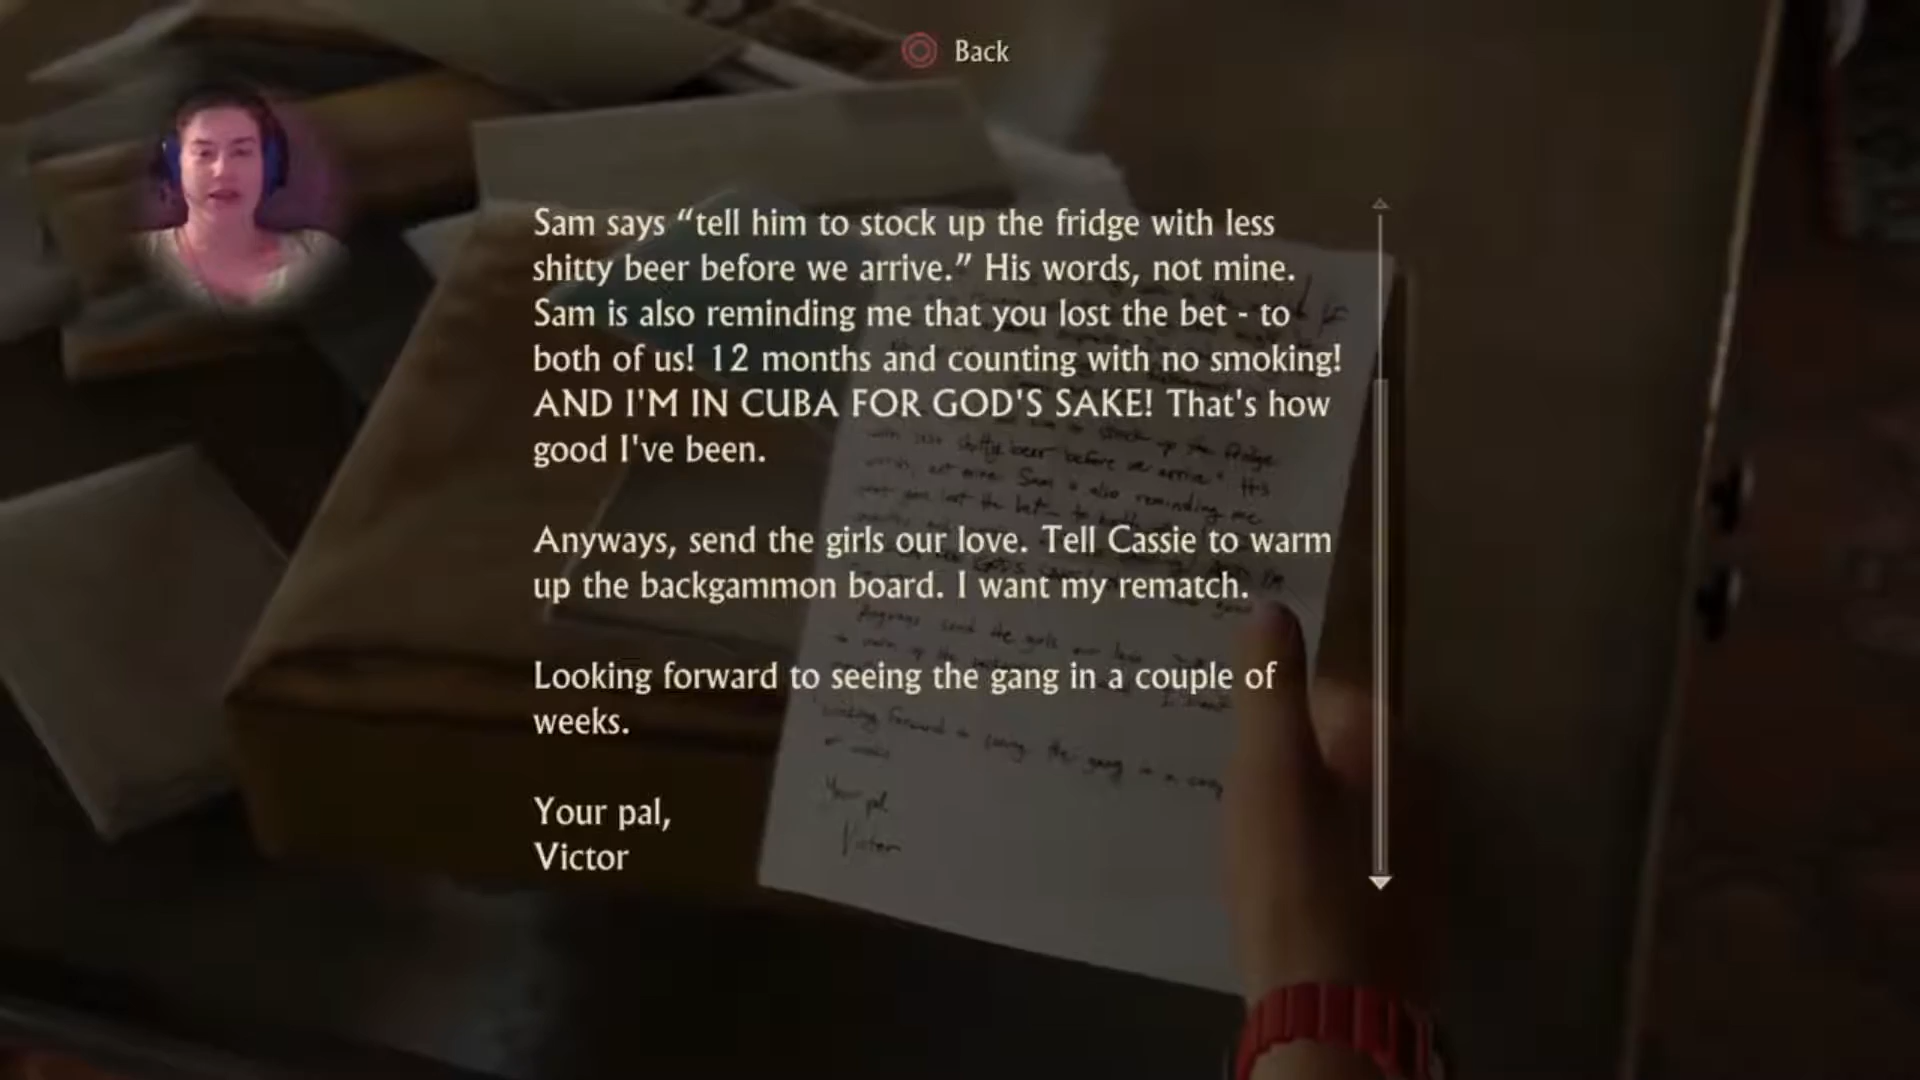 Back
Sam says “tell him to stock up the fridge with less
shitty beer before we arrive.” His words, not mine.
Sam is also reminding me that you lost the bet - to
both of us! 12 months and counting with no smoking!
AND I'M IN CUBA FOR GOD'S SAKE! That's how
good I've been.
Anyways, send the girls our love. Tell Cassie to warm
up the backgammon board. I want my rematch.
Looking forward to seeing the gang in a couple of
weeks.
Your pal,
Victor